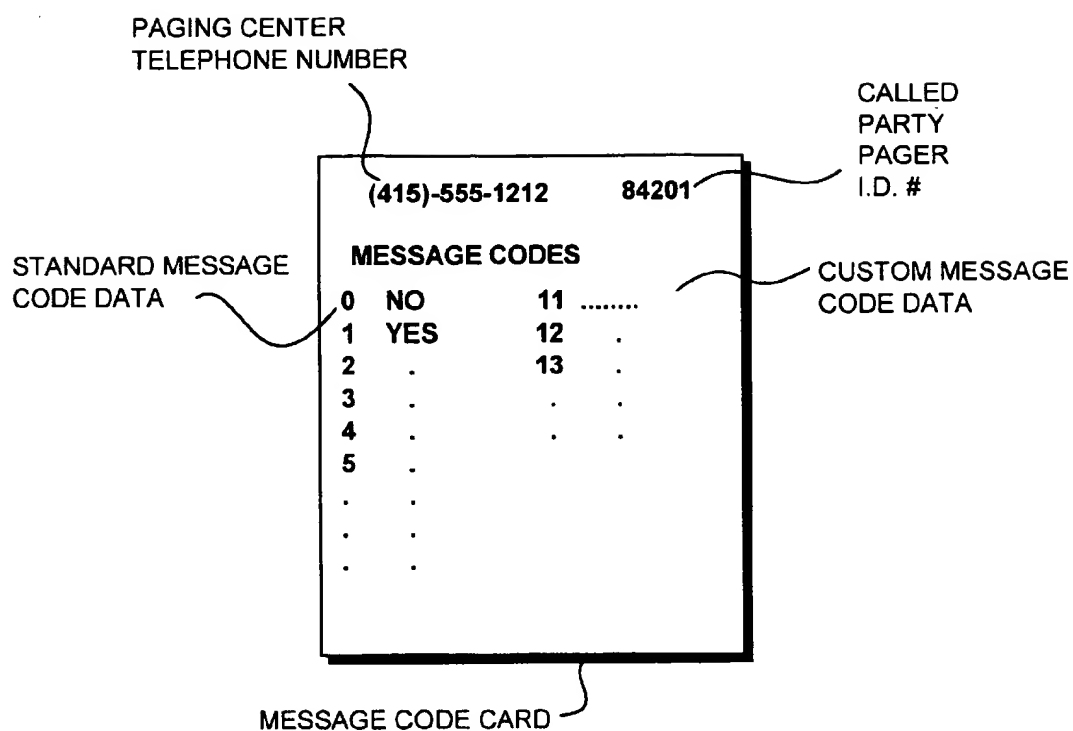 PAGING CENTER
TELEPHONE NUMBER
CALLED
PARTY
PAGER
I.D. #
(415)-555-1212 84201
MESSAGE CODES
STANDARD MESSAGE
CODE DATA
CUSTOM MESSAGE
CODE DATA
0 NO 11 ........
1 YES 12 .
2 . 13 .
3 . . .
4 . . .
5 .
. .
. .
. .
MESSAGE CODE CARD